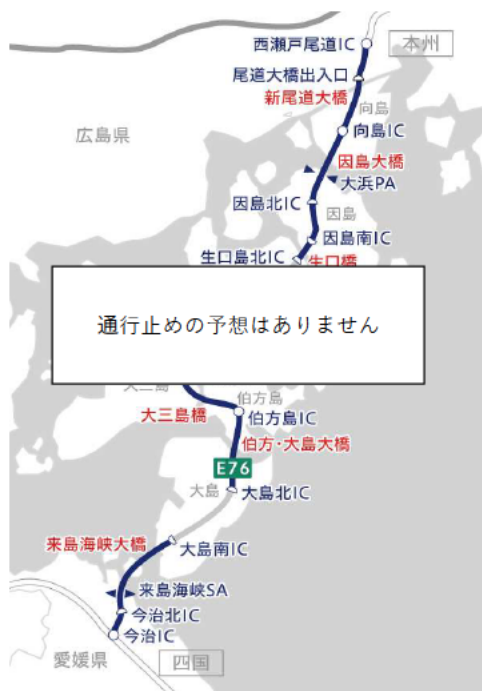 西瀬戸尾道IC
本州
尾道大橋出入口
新尾道大橋
向島
広島県
向島IC
因島大橋
大浜PA
因島北IC
因島
因島南IC
生口島北IC
生口橋
通行止めの予想はありません
大三島
伯方島
大三島橋
伯方島IC
伯方・大島大橋
E76
大島
大島北IC
来島海峡大橋
大島南IC
来島海峡SA
今治北IC
今治IC
愛媛県
四国